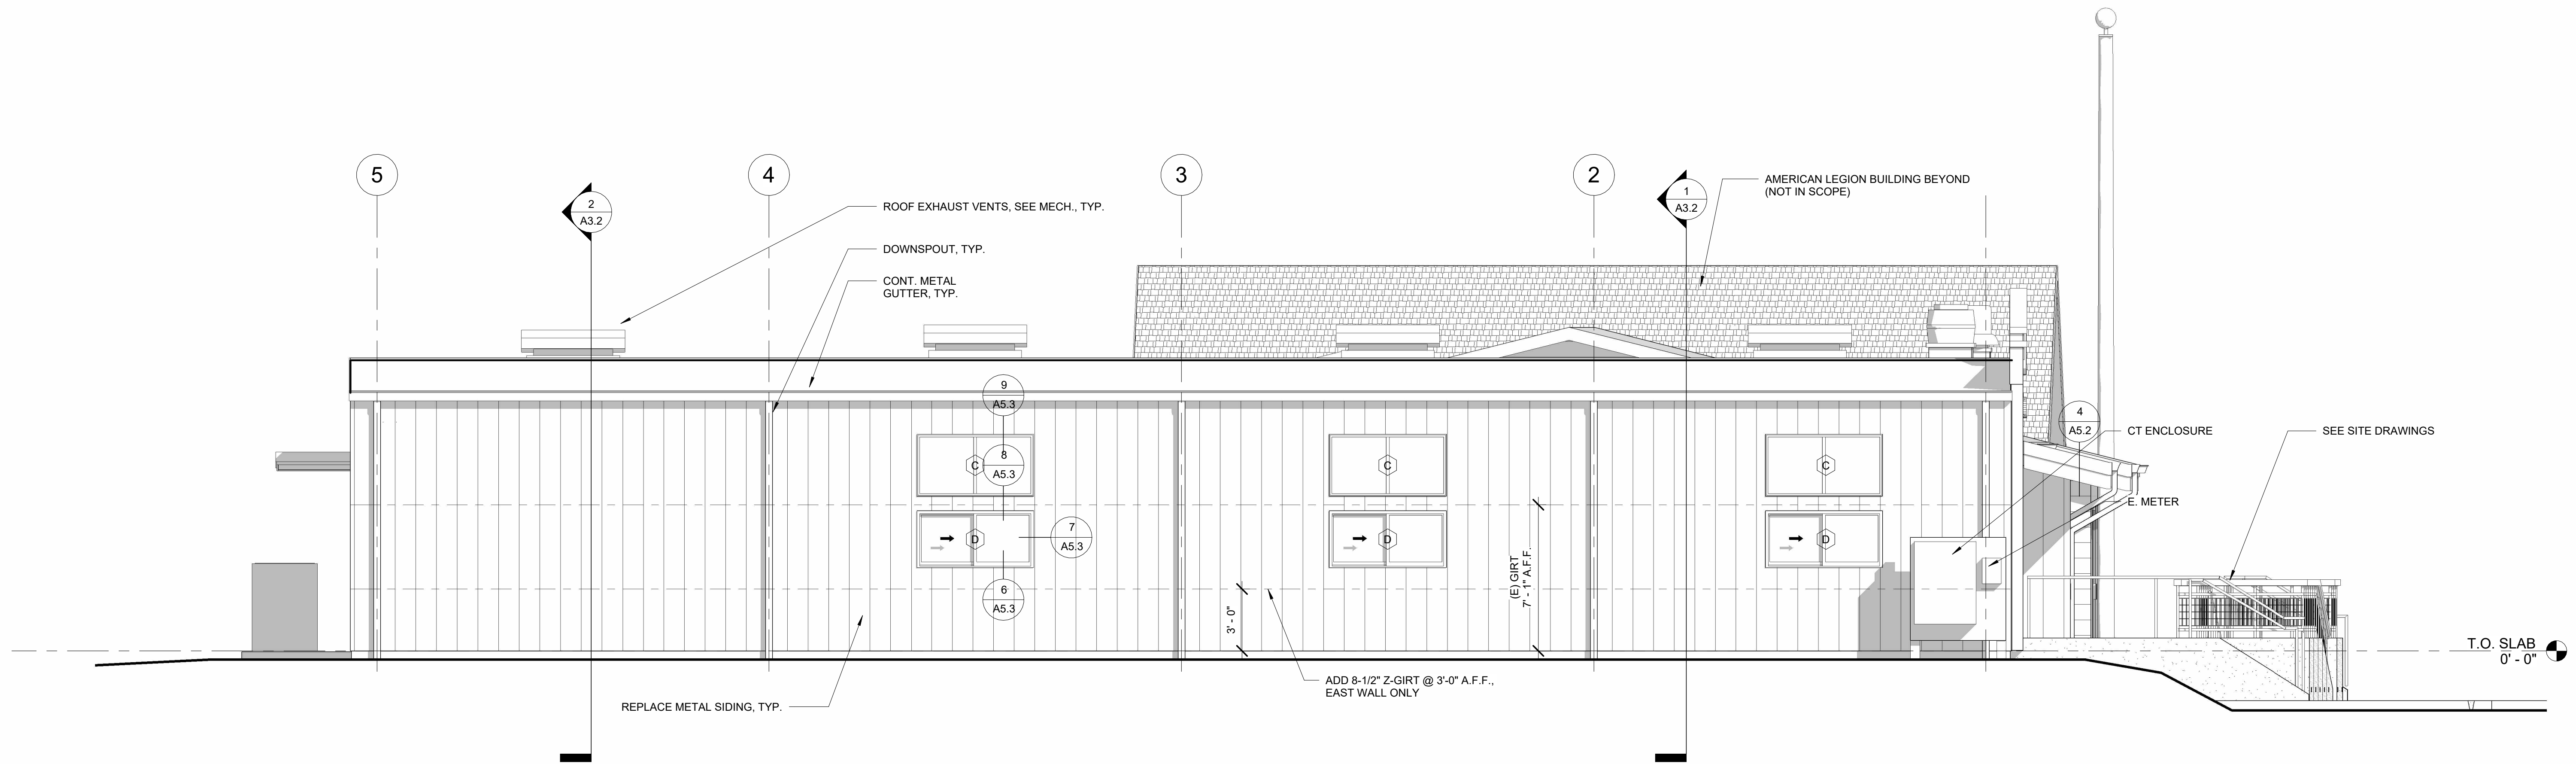 5
4
3
2
2
A3.2
1
A3.2
AMERICAN LEGION BUILDING BEYOND
(NOT IN SCOPE)
ROOF EXHAUST VENTS, SEE MECH., TYP.
DOWNSPOUT, TYP.
CONT. METAL
GUTTER, TYP.
9
A5.3
4
A5.2
CT ENCLOSURE
SEE SITE DRAWINGS
C
8
A5.3
C
C
E. METER
D
7
A5.3
D
D
(E) GIRT
7' - 1" A.F.F.
6
A5.3
3' - 0"
T.O. SLAB
0' - 0"
ADD 8-1/2" Z-GIRT @ 3'-0" A.F.F.,
EAST WALL ONLY
REPLACE METAL SIDING, TYP.